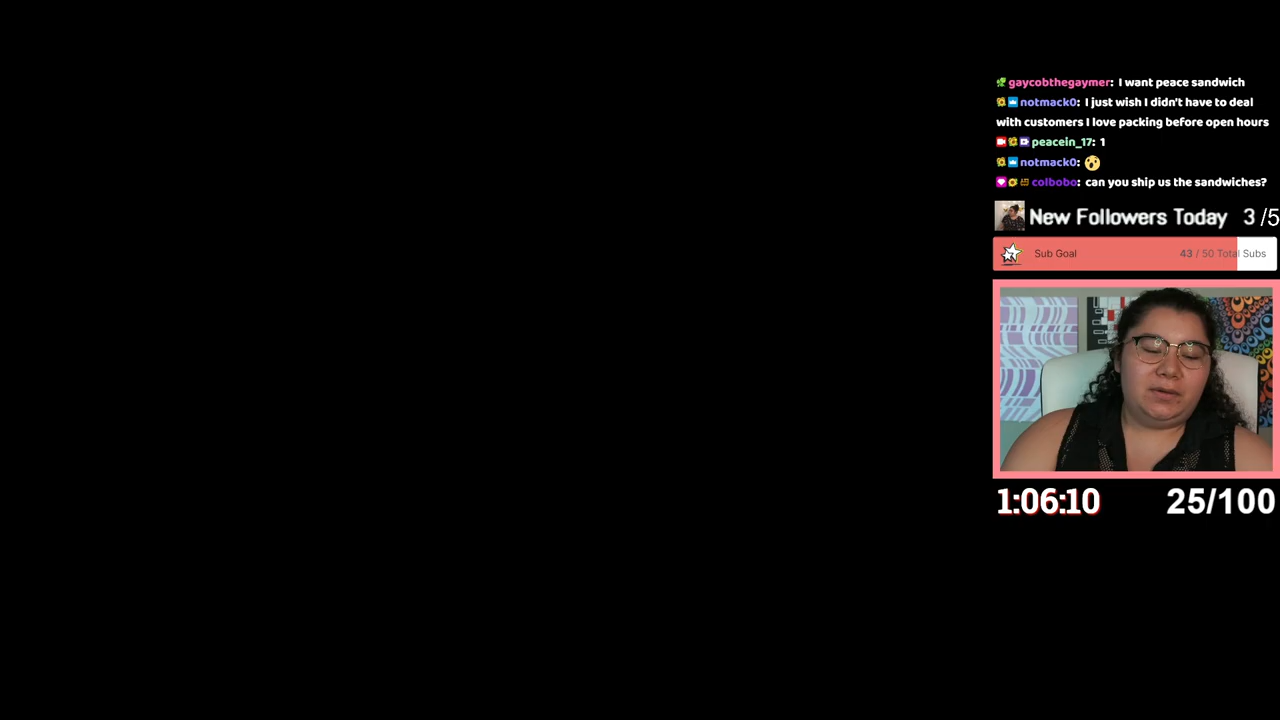 gaycobthegaymer: I want peace sandwich
notmack0: I just wish I didn't have to deal
with customers I love packing before open hours
peacein_17: 1
notmack0:
colbobo: can you ship us the sandwiches?
New Followers Today 3 /5
Sub Goal 43 / 50 Total Subs
1:06:10 25/100